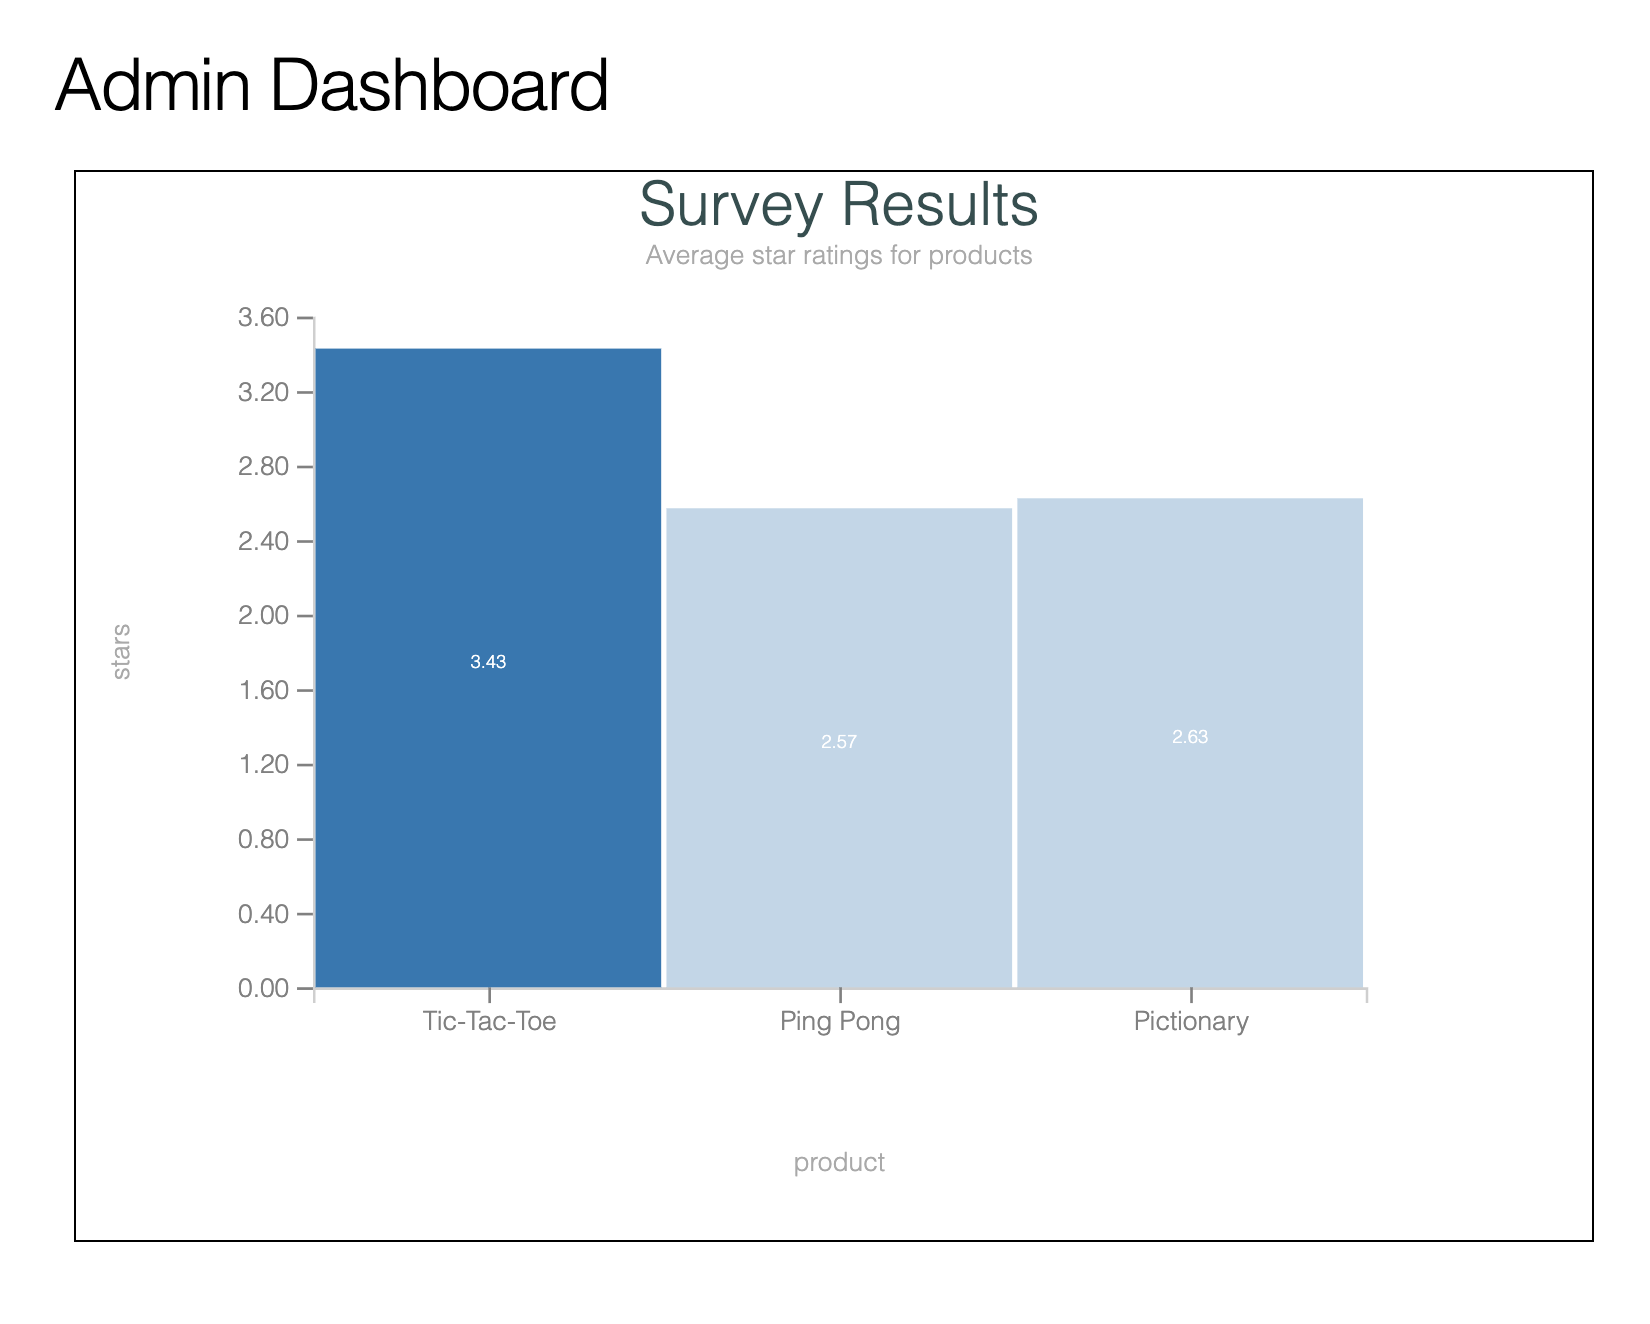 Admin Dashboard
Survey Results
Average star ratings for products
3.60
3.20
2.80
2.40
2.00
1.60
1.20
0.80
0.40
0.00
stars
3.43
2.57
2.63
Tic-Tac-Toe
Ping Pong
Pictionary
product